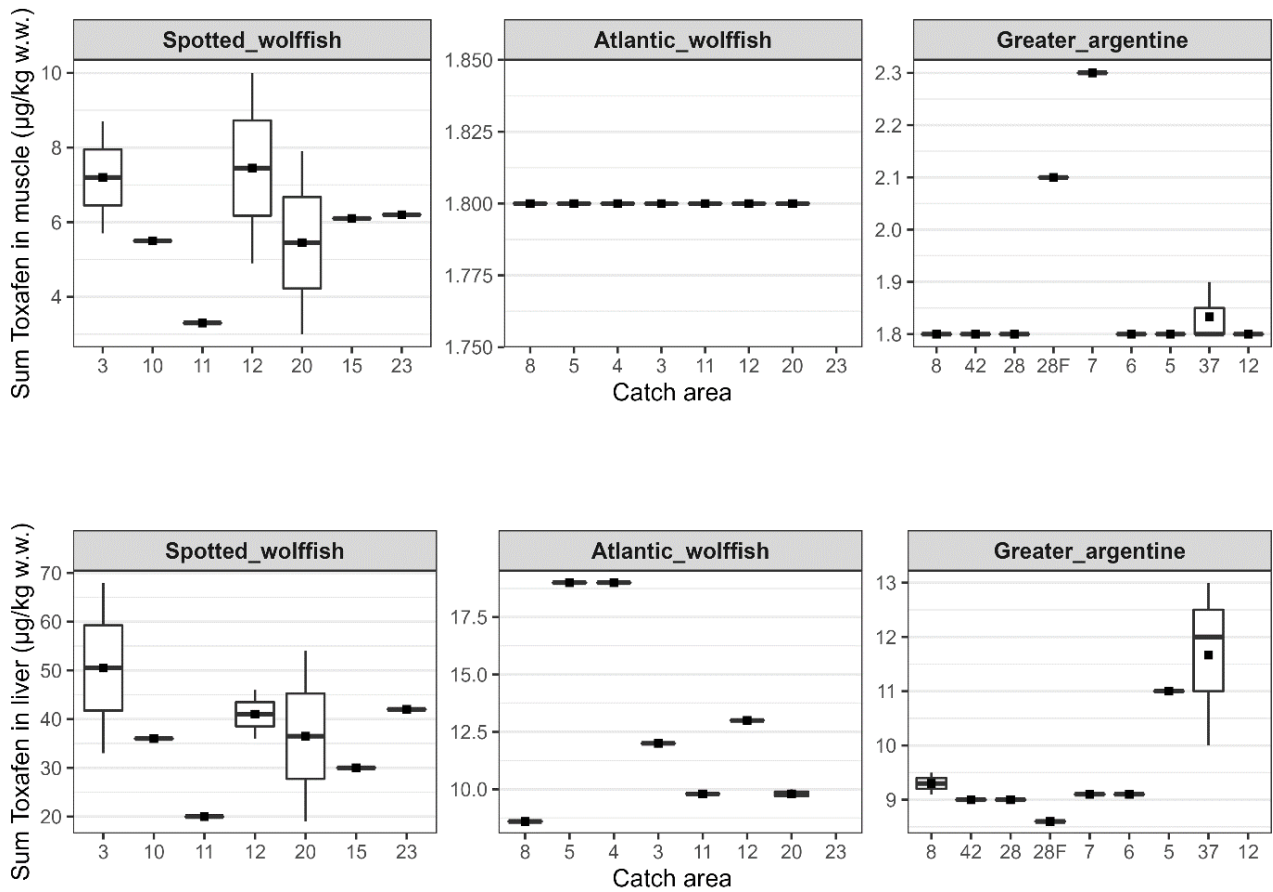 Spotted_wolffish
Atlantic_wolffish
Greater_argentine
Sum Toxafen in muscle (µg/kg w.w.)
10
8
6
4
3 10 11 12 20 15 23
1.850
1.825
1.800
1.775
1.750
8 5 4 3 11 12 20 23
2.3
2.2
2.1
2.0
1.9
1.8
8 42 28 28F 7 6 5 37 12
Catch area
Spotted_wolffish
Atlantic_wolffish
Greater_argentine
Sum Toxafen in liver (µg/kg w.w.)
70
60
50
40
30
20
3 10 11 12 20 15 23
17.5
15.0
12.5
10.0
8 5 4 3 11 12 20 23
13
12
11
10
9
8 42 28 28F 7 6 5 37 12
Catch area